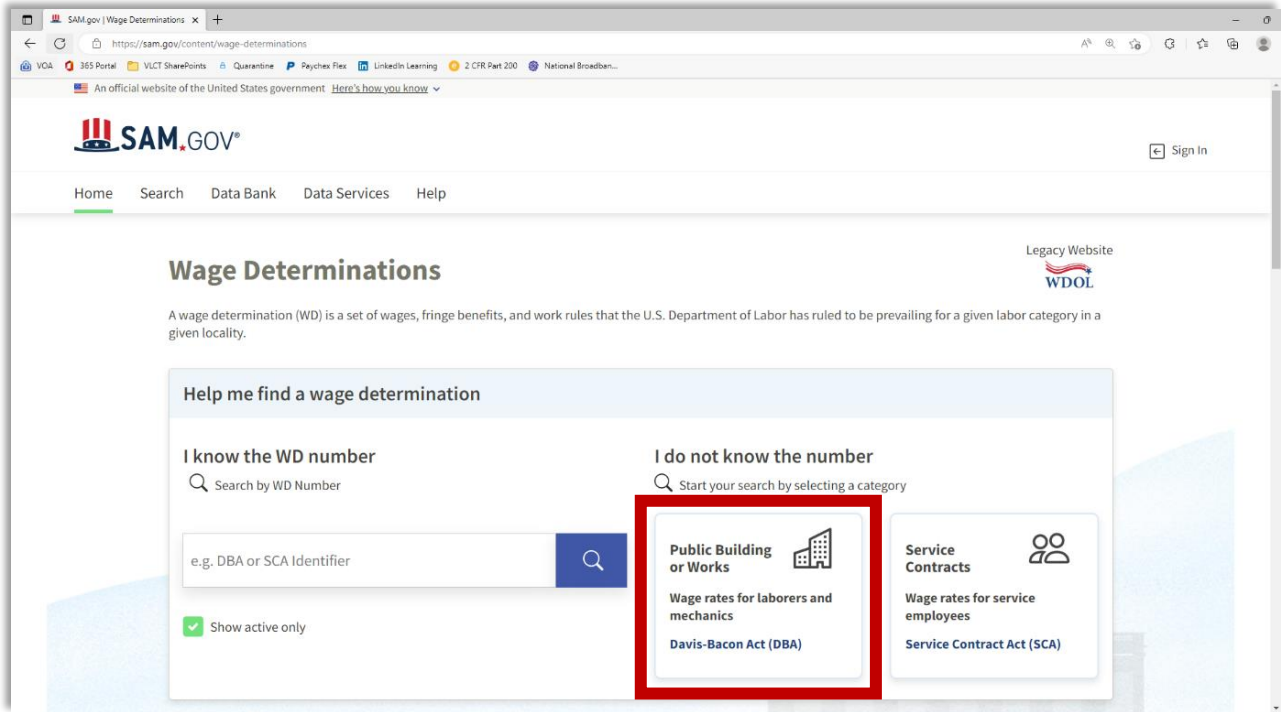 SAM.gov | Wage Determinations
https://sam.gov/content/wage-determinations
VOA 365 Portal VLCT SharePoints Quarantine Paychex Flex LinkedIn Learning 2 CFR Part 200 National Broadban...
An official website of the United States government Here's how you know
SAM.GOV®
Sign In
Home Search Data Bank Data Services Help
Legacy Website
WDOL
Wage Determinations
A wage determination (WD) is a set of wages, fringe benefits, and work rules that the U.S. Department of Labor has ruled to be prevailing for a given labor category in a
given locality.
Help me find a wage determination
I know the WD number
Search by WD Number
e.g. DBA or SCA Identifier
Show active only
I do not know the number
Start your search by selecting a category
Public Building
or Works
Wage rates for laborers and
mechanics
Davis-Bacon Act (DBA)
Service
Contracts
Wage rates for service
employees
Service Contract Act (SCA)